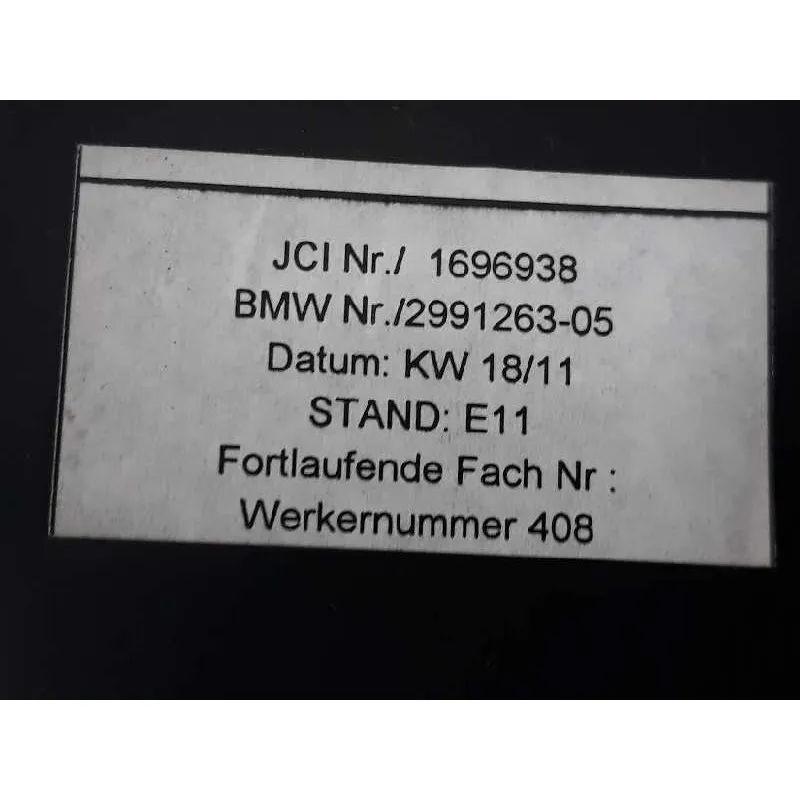 JCI Nr./ 1696938
BMW Nr./2991263-05
Datum: KW 18/11
STAND: E11
Fortlaufende Fach Nr :
Werkernummer 408